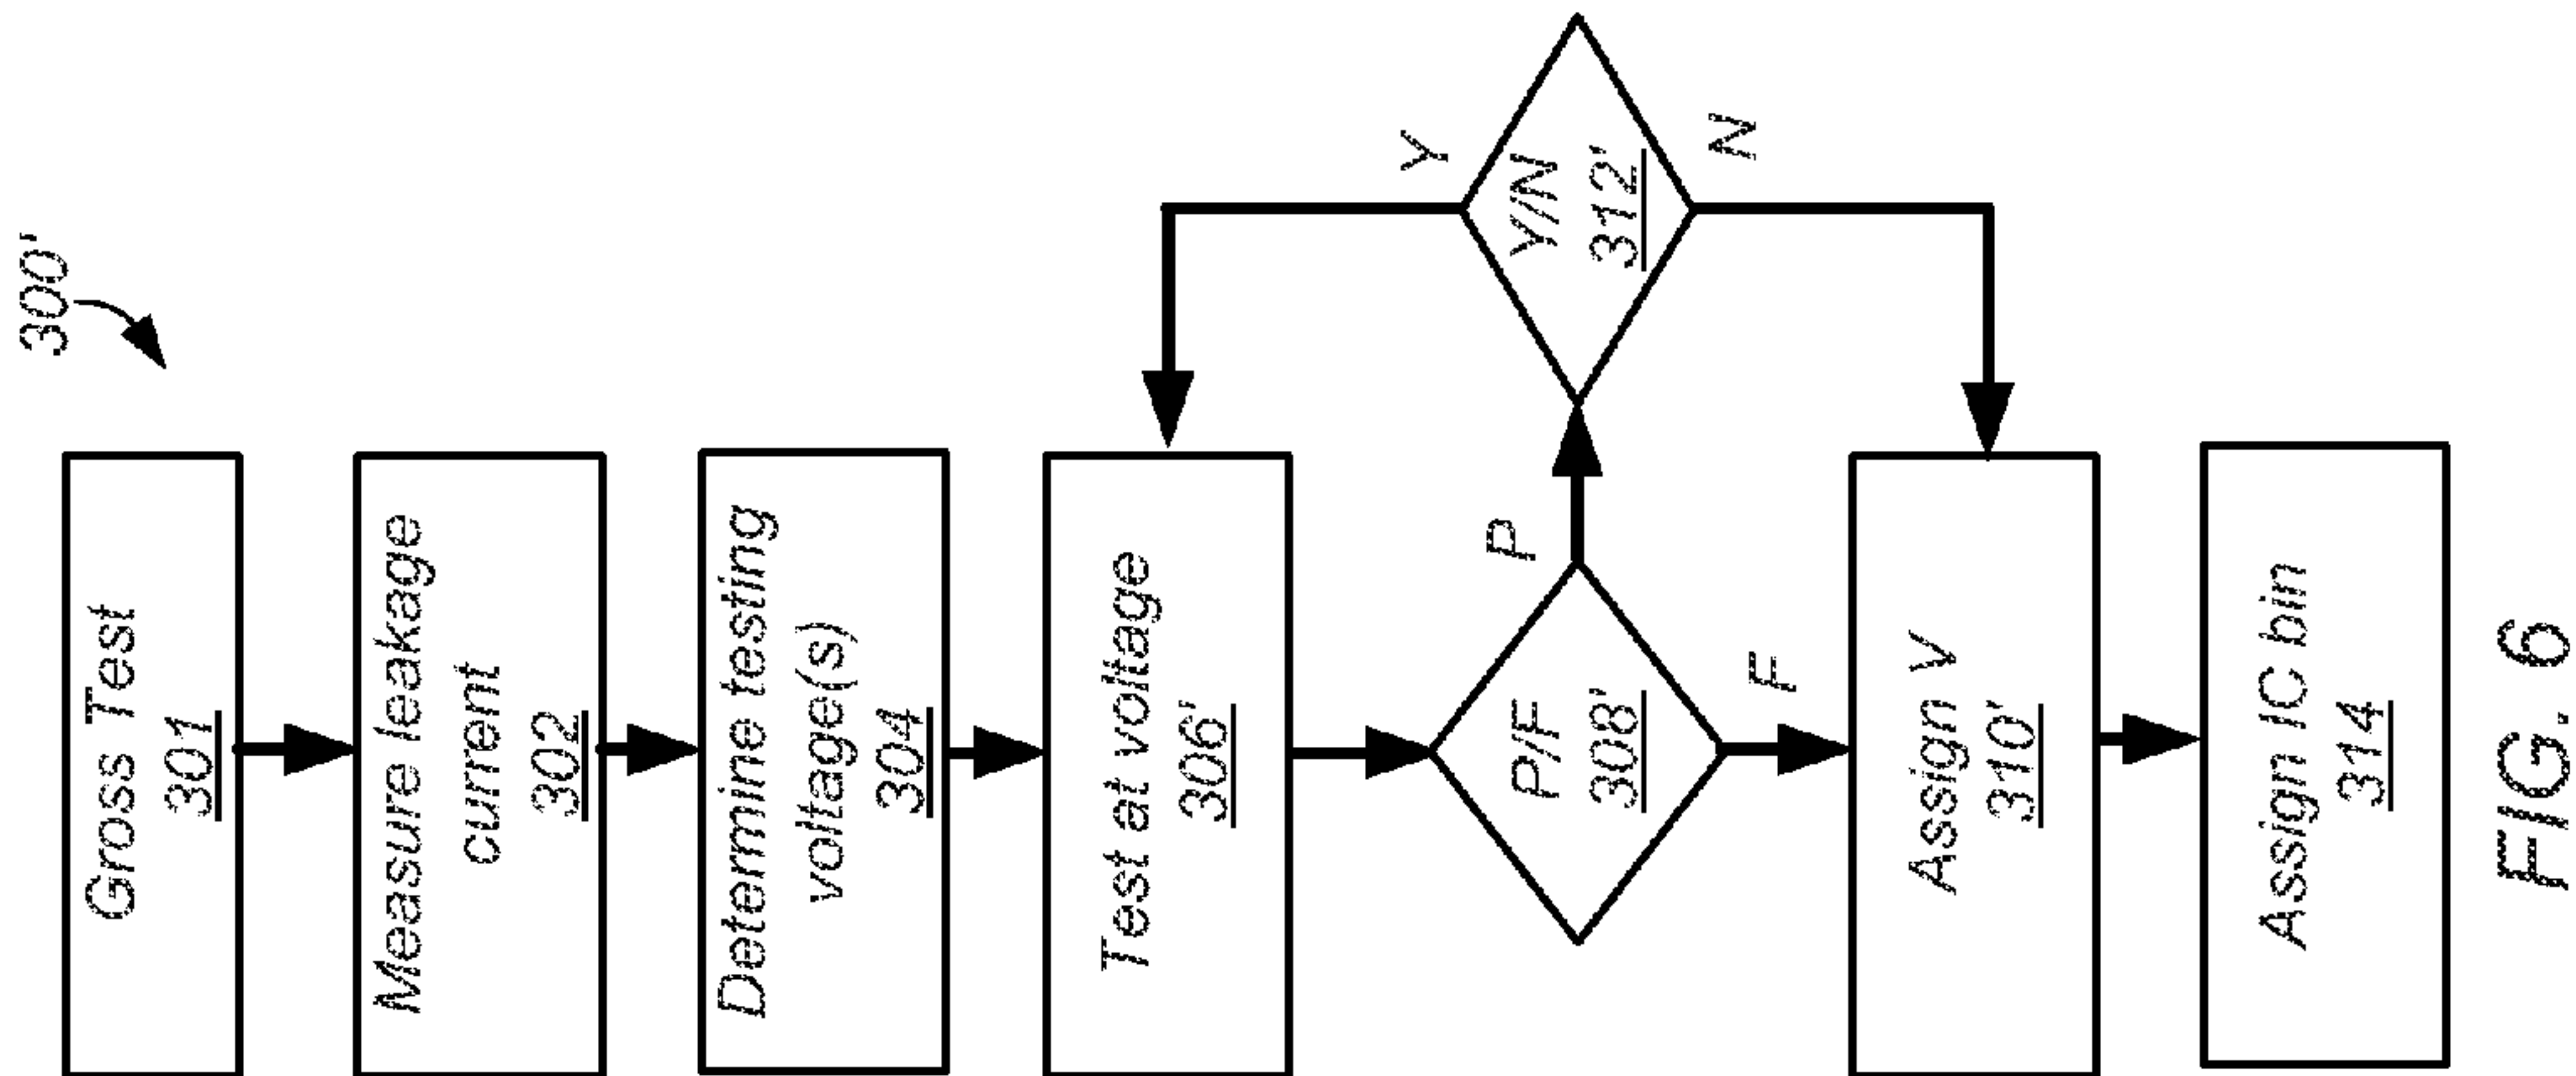 300'
Gross Test
301
Measure leakage
current
302
Determine testing
voltage(s)
304
Test at voltage
306'
P/F
308'
P
F
Y/N
312'
Y
N
Assign V
310'
Assign IC bin
314
FIG. 6